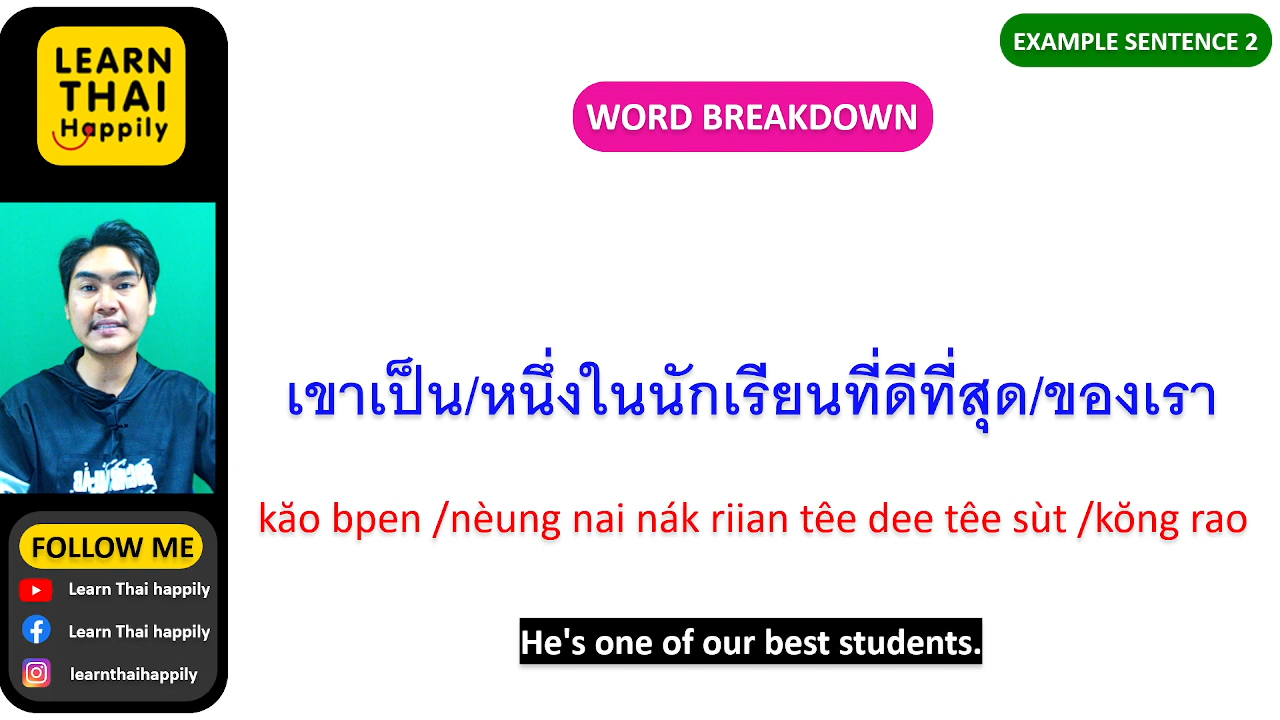 LEARN
THAI
Happily
EXAMPLE SENTENCE 2
WORD BREAKDOWN
เขาเป็น/หนึ่งในนักเรียนที่ดีที่สุด/ของเรา
kăo bpen /nèung nai nák riian têe dee têe sùt /kŏng rao
He's one of our best students.
FOLLOW ME
Learn Thai happily
Learn Thai happily
learnthaihappily